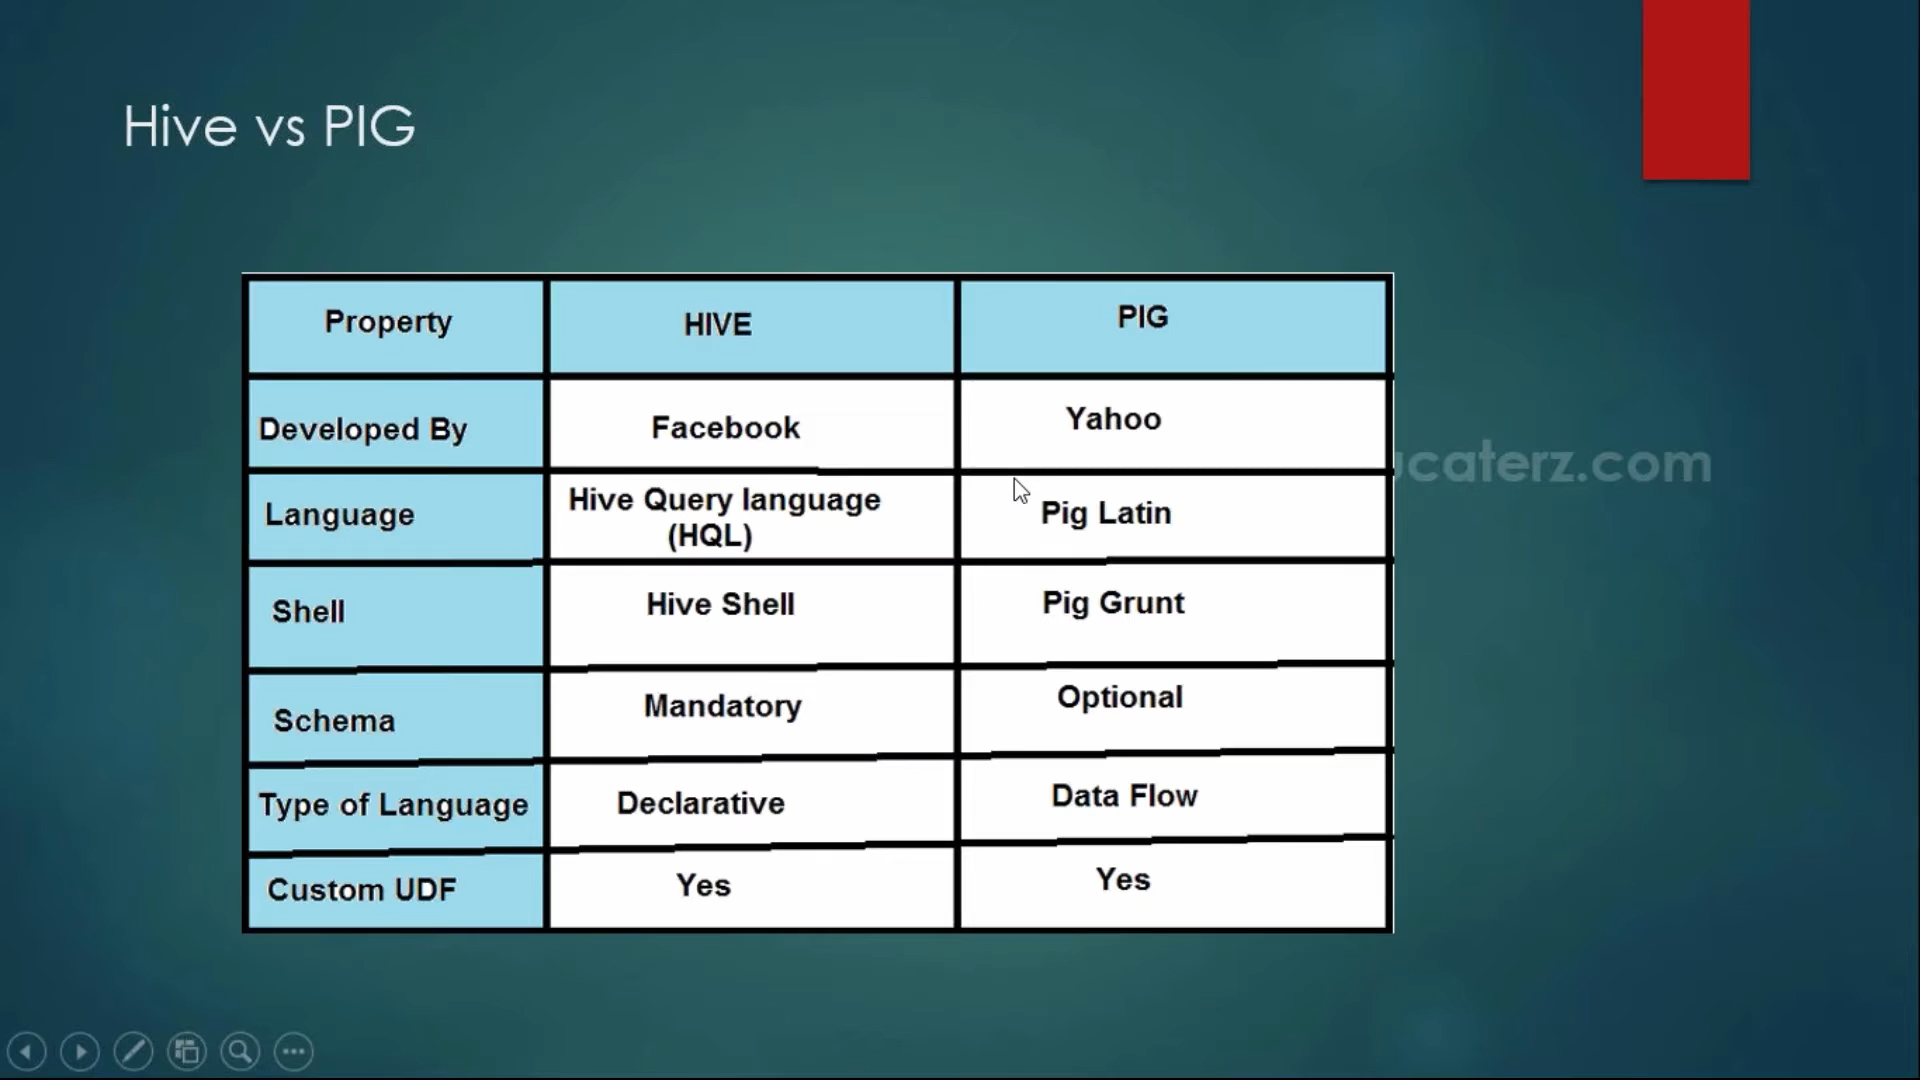 Hive vs PIG
Property HIVE PIG
Developed By Facebook Yahoo
Language Hive Query language (HQL) Pig Latin
Shell Hive Shell Pig Grunt
Schema Mandatory Optional
Type of Language Declarative Data Flow
Custom UDF Yes Yes
caterz.com